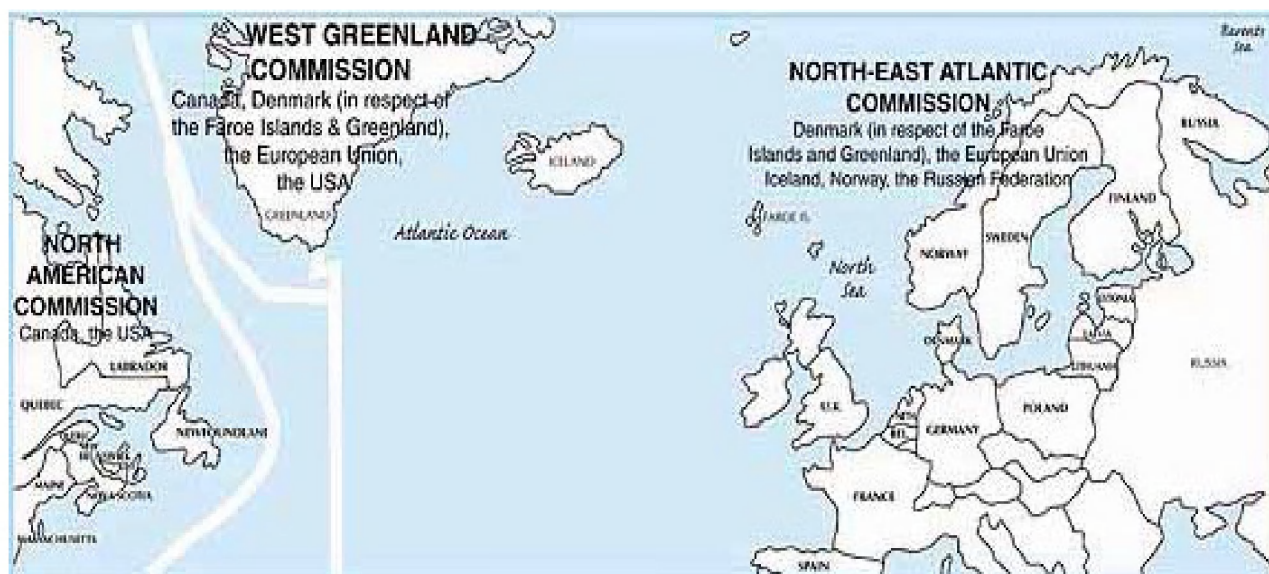 WEST GREENLAND
COMMISSION
Canada, Denmark (in respect of
the Faroe Islands & Greenland),
the European Union,
the USA
NORTH-EAST ATLANTIC
COMMISSION
Denmark (in respect of the Faroe
Islands and Greenland), the European Union
Iceland, Norway, the Russian Federation
NORTH
AMERICAN
COMMISSION
Canada, the USA
Barents
Sea
RUSSIA
ICELAND
GREENLAND
Atlantic Ocean
FAROE IS.
North
Sea
NORWAY
SWEDEN
FINLAND
ESTONIA
LATVIA
LITHUANIA
RUSSIA
DENMARK
LABRADOR
QUEBEC
NEWFOUNDLAND
MAINE
NOVA SCOTIA
MASSACHUSETTS
U.K.
NETH
BEL.
GERMANY
POLAND
FRANCE
SPAIN